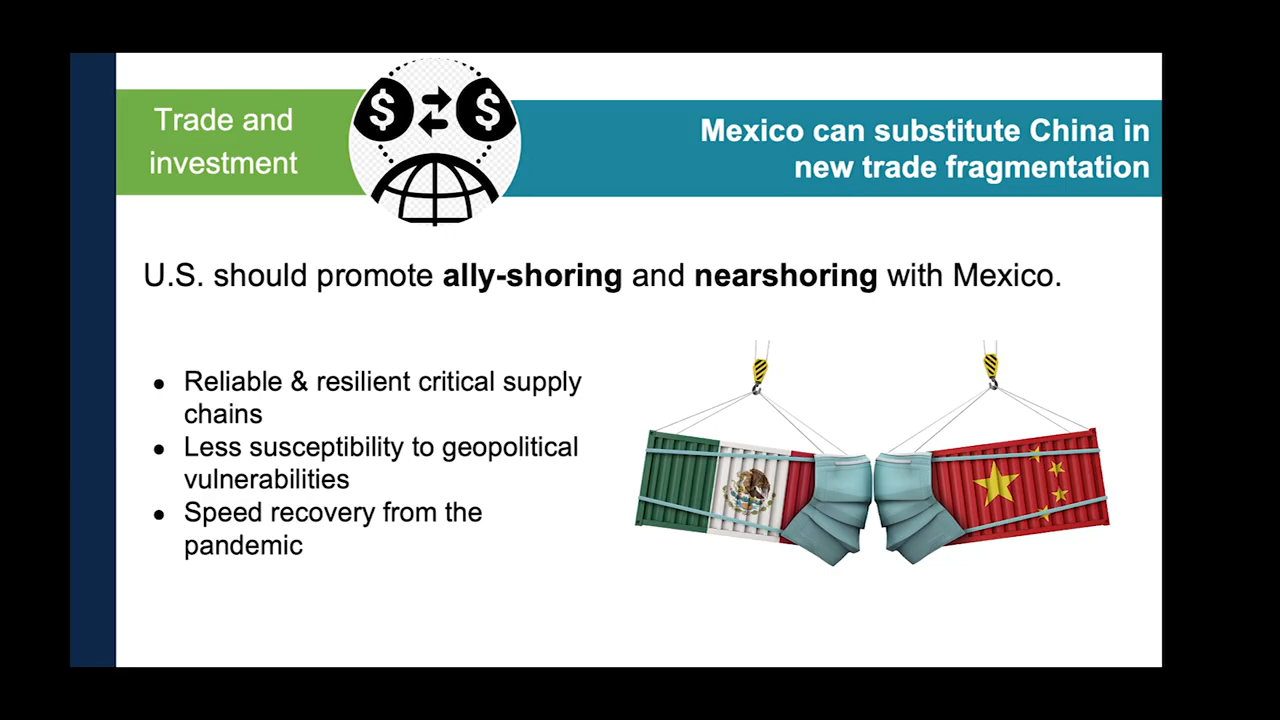 Trade and
investment
$ $
Mexico can substitute China in
new trade fragmentation
U.S. should promote ally-shoring and nearshoring with Mexico.
● Reliable & resilient critical supply
chains
● Less susceptibility to geopolitical
vulnerabilities
● Speed recovery from the
pandemic